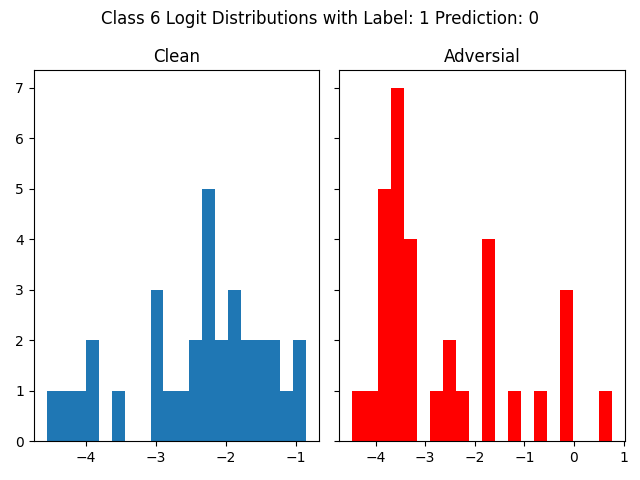 Class 6 Logit Distributions with Label: 1 Prediction: 0
Clean
Adversial
7
6
5
4
3
2
1
0
−4 −3 −2 −1
−4 −3 −2 −1 0 1